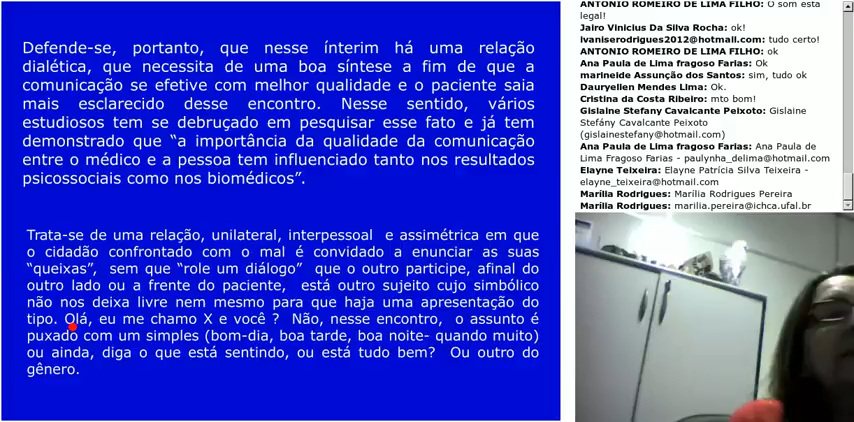 Defende-se, portanto, que nesse ínterim há uma relação
dialética, que necessita de uma boa síntese a fim de que a
comunicação se efetive com melhor qualidade e o paciente saia
mais esclarecido desse encontro. Nesse sentido, vários
estudiosos tem se debruçado em pesquisar esse fato e já tem
demonstrado que “a importância da qualidade da comunicação
entre o médico e a pessoa tem influenciado tanto nos resultados
psicossociais como nos biomédicos”.
Trata-se de uma relação, unilateral, interpessoal e assimétrica em que
o cidadão confrontado com o mal é convidado a enunciar as suas
“queixas”, sem que “role um diálogo” que o outro participe, afinal do
outro lado ou a frente do paciente, está outro sujeito cujo simbólico
não nos deixa livre nem mesmo para que haja uma apresentação do
tipo. Olá, eu me chamo X e você ? Não, nesse encontro, o assunto é
puxado com um simples (bom-dia, boa tarde, boa noite- quando muito)
ou ainda, diga o que está sentindo, ou está tudo bem? Ou outro do
gênero.
ANTONIO ROMEIRO DE LIMA FILHO: O som esta
legal!
Jairo Vinicius Da Silva Rocha: ok!
ivaniserodrigues2012@hotmail.com: tudo certo!
ANTONIO ROMEIRO DE LIMA FILHO: ok
Ana Paula de Lima fragoso Farias: Ok
marineide Assunção dos Santos: sim, tudo ok
Dauryellen Mendes Lima: Ok.
Cristina da Costa Ribeiro: mto bom!
Gislaine Stefany Cavalcante Peixoto: Gislaine
Stefány Cavalcante Peixoto
(gislainestefany@hotmail.com)
Ana Paula de Lima fragoso Farias: Ana Paula de
Lima Fragoso Farias - paulynha_delima@hotmail.com
Elayne Teixeira: Elayne Patrícia Silva Teixeira -
elayne_teixeira@hotmail.com
Marília Rodrigues: Marília Rodrigues Pereira
Marília Rodrigues: marilia.pereira@ichca.ufal.br